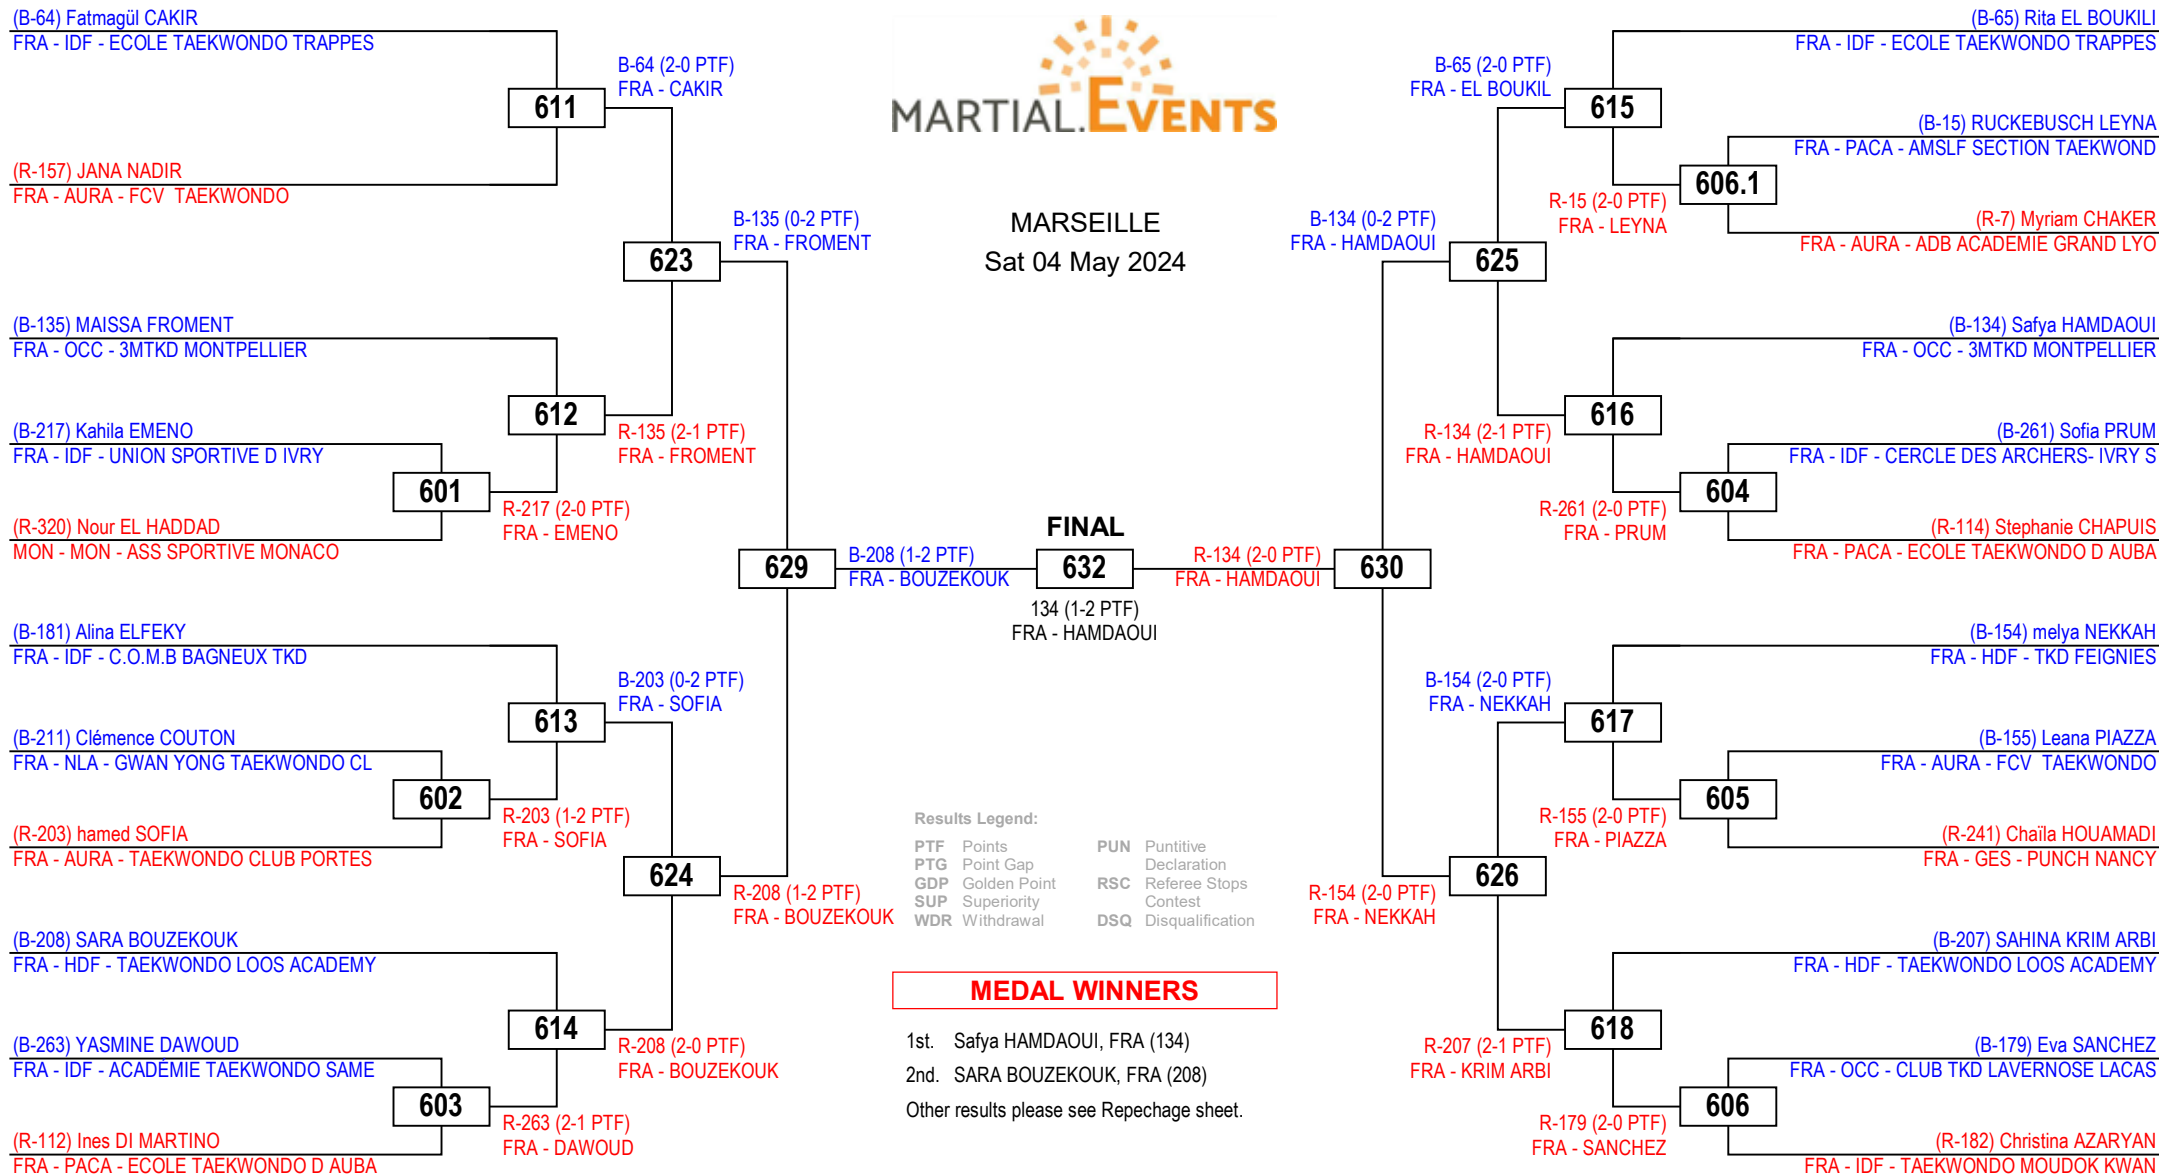 (B-64) Fatmagül CAKIR
FRA - IDF - ECOLE TAEKWONDO TRAPPES
B-64 (2-0 PTF)
FRA - CAKIR
611
(R-157) JANA NADIR
FRA - AURA - FCV  TAEKWONDO
B-135 (0-2 PTF)
FRA - FROMENT
623
(B-135) MAISSA FROMENT
FRA - OCC - 3MTKD MONTPELLIER
612
R-135 (2-1 PTF)
FRA - FROMENT
(B-217) Kahila EMENO
FRA - IDF - UNION SPORTIVE D IVRY
601
R-217 (2-0 PTF)
FRA - EMENO
(R-320) Nour EL HADDAD
MON - MON - ASS SPORTIVE MONACO
629
B-208 (1-2 PTF)
FRA - BOUZEKOUK
(B-181) Alina ELFEKY
FRA - IDF - C.O.M.B BAGNEUX TKD
B-203 (0-2 PTF)
FRA - SOFIA
613
(B-211) Clémence COUTON
FRA - NLA - GWAN YONG TAEKWONDO CL
602
R-203 (1-2 PTF)
FRA - SOFIA
(R-203) hamed SOFIA
FRA - AURA - TAEKWONDO CLUB PORTES
624
R-208 (1-2 PTF)
FRA - BOUZEKOUK
(B-208) SARA BOUZEKOUK
FRA - HDF - TAEKWONDO LOOS ACADEMY
614
R-208 (2-0 PTF)
FRA - BOUZEKOUK
(B-263) YASMINE DAWOUD
FRA - IDF - ACADÉMIE TAEKWONDO SAME
603
R-263 (2-1 PTF)
FRA - DAWOUD
(R-112) Ines DI MARTINO
FRA - PACA - ECOLE TAEKWONDO D AUBA
MARTIAL.EVENTS
MARSEILLE
Sat 04 May 2024
FINAL
632
134 (1-2 PTF)
FRA - HAMDAOUI
Results Legend:
PTF Points PUN Puntitive
PTG Point Gap Declaration
GDP Golden Point RSC Referee Stops
SUP Superiority Contest
WDR Withdrawal DSQ Disqualification
MEDAL WINNERS
1st. Safya HAMDAOUI, FRA (134)
2nd. SARA BOUZEKOUK, FRA (208)
Other results please see Repechage sheet.
(B-65) Rita EL BOUKILI
FRA - IDF - ECOLE TAEKWONDO TRAPPES
B-65 (2-0 PTF)
FRA - EL BOUKIL
615
(B-15) RUCKEBUSCH LEYNA
FRA - PACA - AMSLF SECTION TAEKWOND
606.1
R-15 (2-0 PTF)
FRA - LEYNA
(R-7) Myriam CHAKER
FRA - AURA - ADB ACADEMIE GRAND LYO
B-134 (0-2 PTF)
FRA - HAMDAOUI
625
(B-134) Safya HAMDAOUI
FRA - OCC - 3MTKD MONTPELLIER
616
R-134 (2-1 PTF)
FRA - HAMDAOUI
(B-261) Sofia PRUM
FRA - IDF - CERCLE DES ARCHERS- IVRY S
604
R-261 (2-0 PTF)
FRA - PRUM
(R-114) Stephanie CHAPUIS
FRA - PACA - ECOLE TAEKWONDO D AUBA
R-134 (2-0 PTF)
FRA - HAMDAOUI
630
(B-154) melya NEKKAH
FRA - HDF - TKD FEIGNIES
B-154 (2-0 PTF)
FRA - NEKKAH
617
(B-155) Leana PIAZZA
FRA - AURA - FCV  TAEKWONDO
605
R-155 (2-0 PTF)
FRA - PIAZZA
(R-241) Chaïla HOUAMADI
FRA - GES - PUNCH NANCY
626
R-154 (2-0 PTF)
FRA - NEKKAH
(B-207) SAHINA KRIM ARBI
FRA - HDF - TAEKWONDO LOOS ACADEMY
618
R-207 (2-1 PTF)
FRA - KRIM ARBI
(B-179) Eva SANCHEZ
FRA - OCC - CLUB TKD LAVERNOSE LACAS
606
R-179 (2-0 PTF)
FRA - SANCHEZ
(R-182) Christina AZARYAN
FRA - IDF - TAEKWONDO MOUDOK KWAN